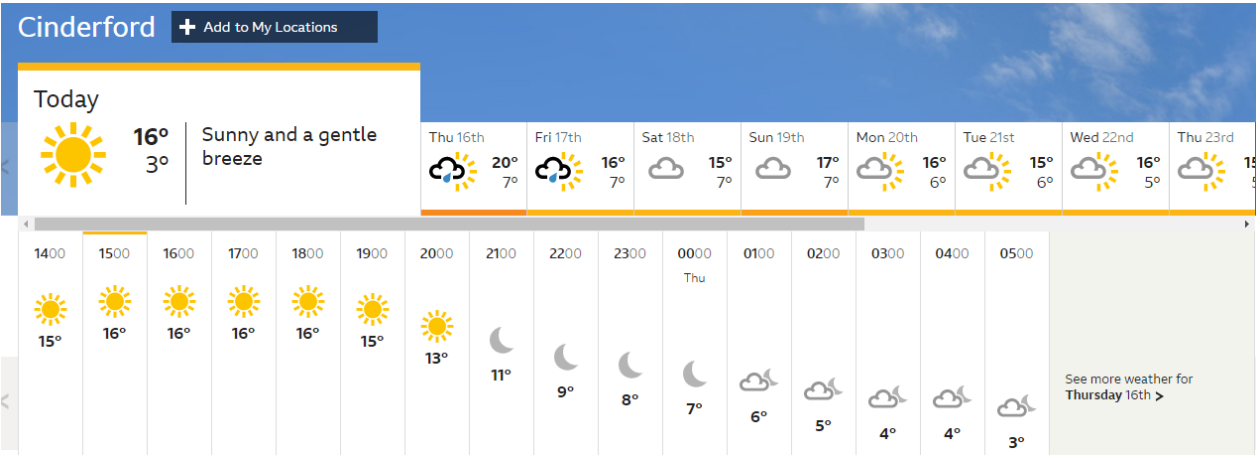 Cinderford + Add to My Locations
Today
16° Sunny and a gentle
3° breeze
Thu 16th Fri 17th Sat 18th Sun 19th Mon 20th Tue 21st Wed 22nd Thu 23rd
20° 16° 15° 17° 16° 15° 16°
7° 7° 7° 7° 6° 6° 5°
1400 1500 1600 1700 1800 1900 2000 2100 2200 2300 0000 0100 0200 0300 0400 0500
Thu
15° 16° 16° 16° 16° 15° 13° 11° 9° 8° 7° 6° 5° 4° 4° 3°
See more weather for
Thursday 16th >